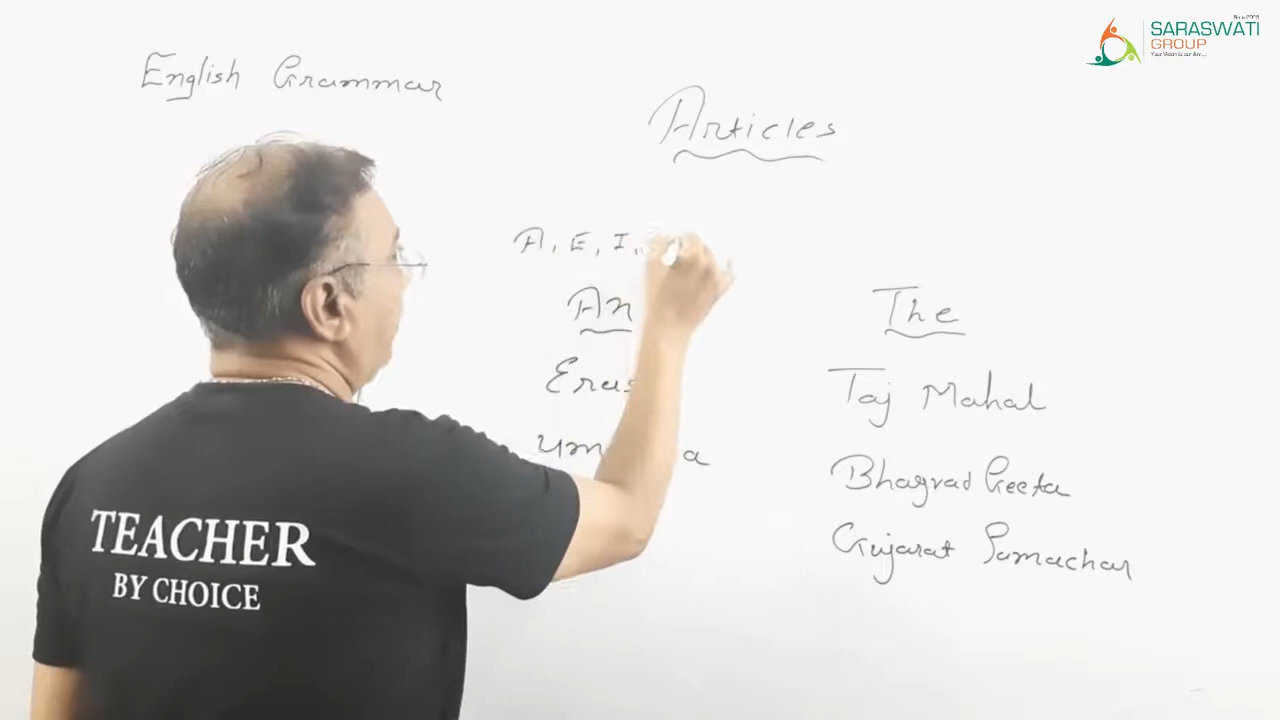 SARASWATI
GROUP
English Grammar
Articles
A, E, I,
An
The
Taj Mahal
Bhagvad Geeta
Gujarat Samachar
TEACHER
BY CHOICE